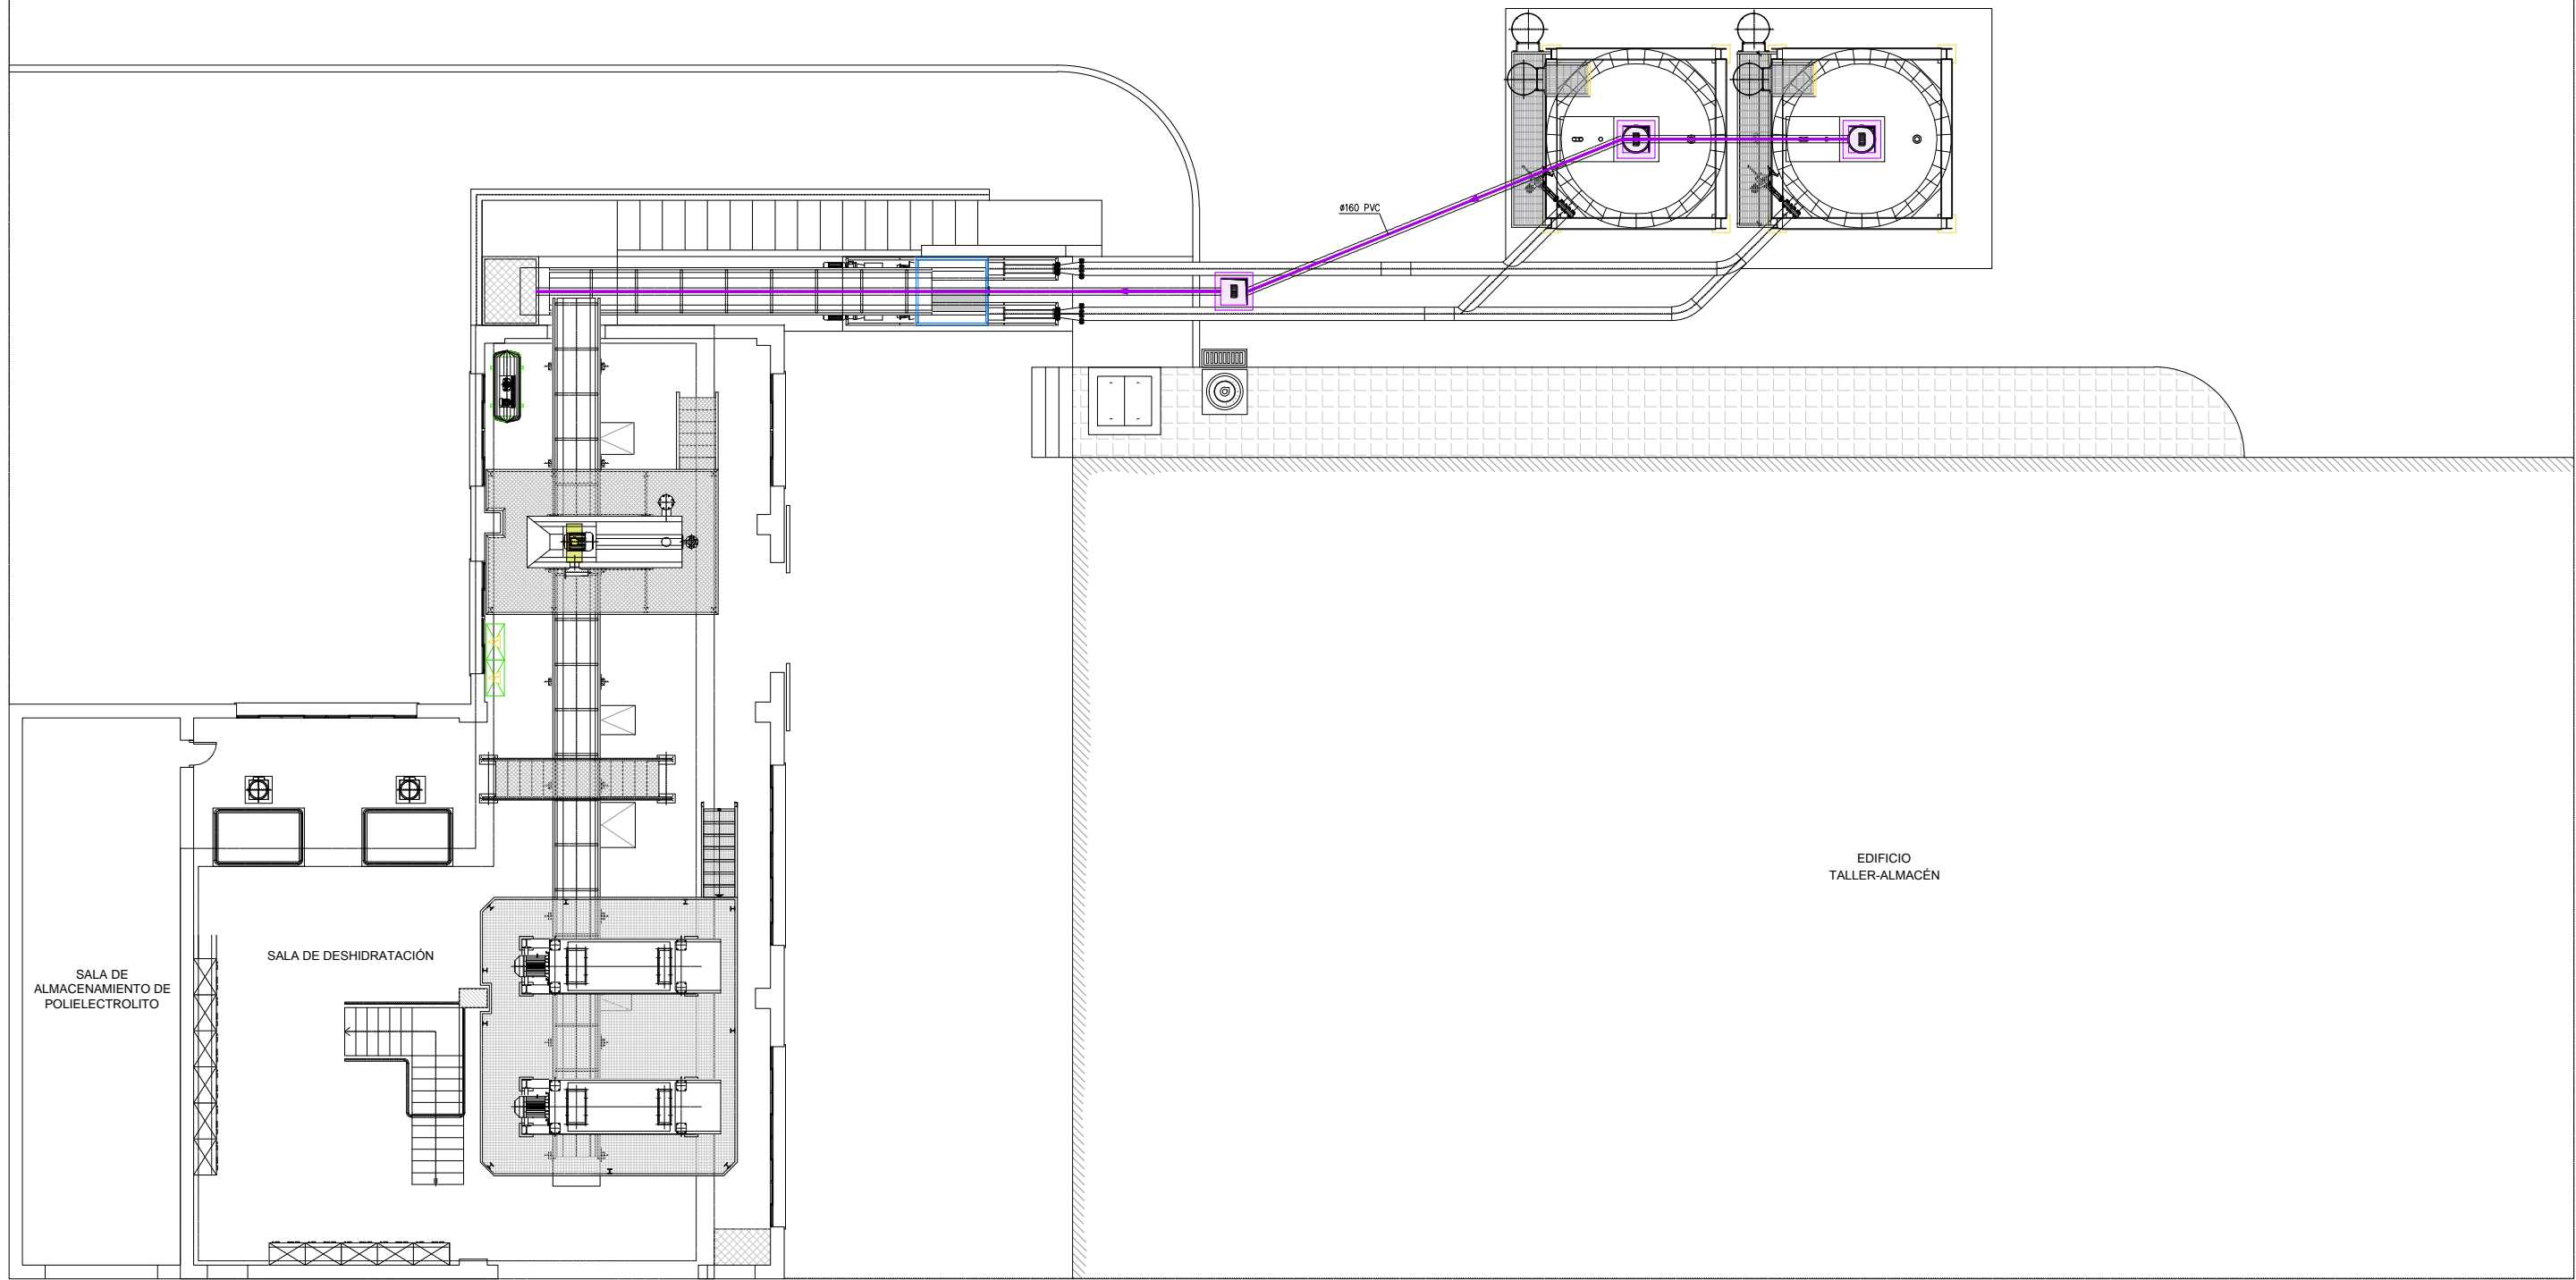 ø160 PVC
EDIFICIO
TALLER-ALMACÉN
SALA DE DESHIDRATACIÓN
SALA DE
ALMACENAMIENTO DE
POLIELECTROLITO